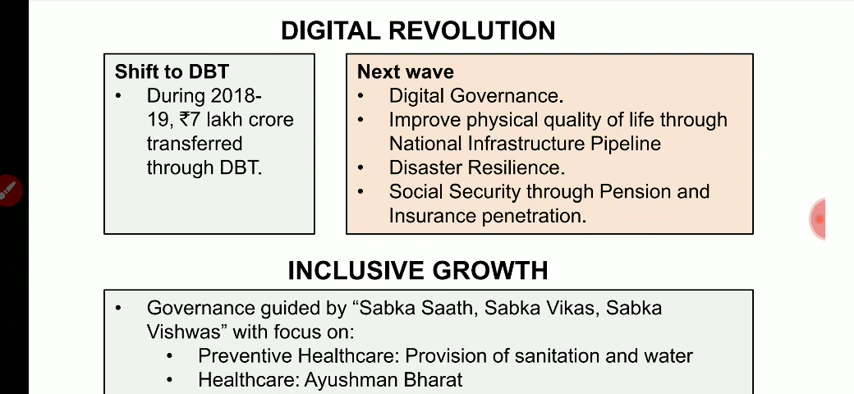 DIGITAL REVOLUTION
Shift to DBT
• During 2018-
19, ₹7 lakh crore
transferred
through DBT.
Next wave
• Digital Governance.
• Improve physical quality of life through
National Infrastructure Pipeline
• Disaster Resilience.
• Social Security through Pension and
Insurance penetration.
INCLUSIVE GROWTH
• Governance guided by “Sabka Saath, Sabka Vikas, Sabka
Vishwas” with focus on:
• Preventive Healthcare: Provision of sanitation and water
• Healthcare: Ayushman Bharat